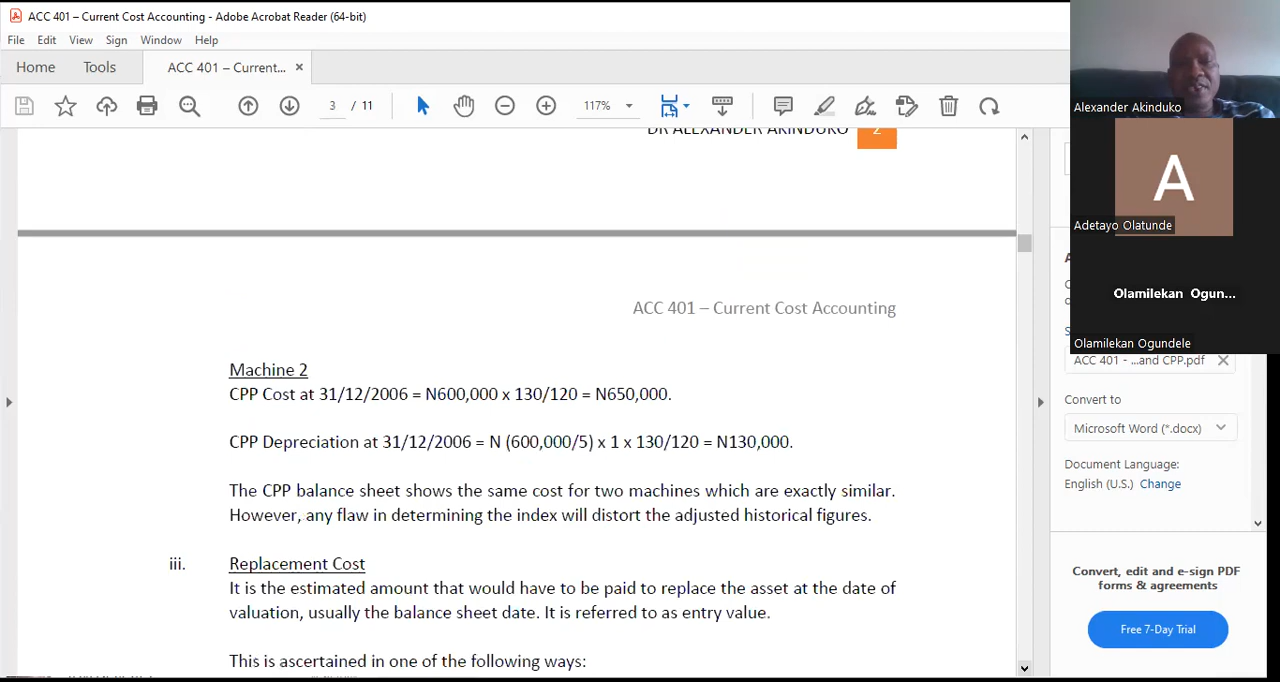 ACC 401 – Current Cost Accounting - Adobe Acrobat Reader (64-bit)
File Edit View Sign Window Help
Home Tools ACC 401 – Current... ×
3 / 11 117%
DR ALEXANDER AKINDUKO 2
ACC 401 – Current Cost Accounting
Machine 2
CPP Cost at 31/12/2006 = N600,000 x 130/120 = N650,000.
CPP Depreciation at 31/12/2006 = N (600,000/5) x 1 x 130/120 = N130,000.
The CPP balance sheet shows the same cost for two machines which are exactly similar.
However, any flaw in determining the index will distort the adjusted historical figures.
iii. Replacement Cost
It is the estimated amount that would have to be paid to replace the asset at the date of
valuation, usually the balance sheet date. It is referred to as entry value.
This is ascertained in one of the following ways:
Alexander Akinduko
A
Adetayo Olatunde
Olamilekan Ogun...
Olamilekan Ogundele
ACC 401 - ...and CPP.pdf
Convert to
Microsoft Word (*.docx)
Document Language:
English (U.S.) Change
Convert, edit and e-sign PDF
forms & agreements
Free 7-Day Trial